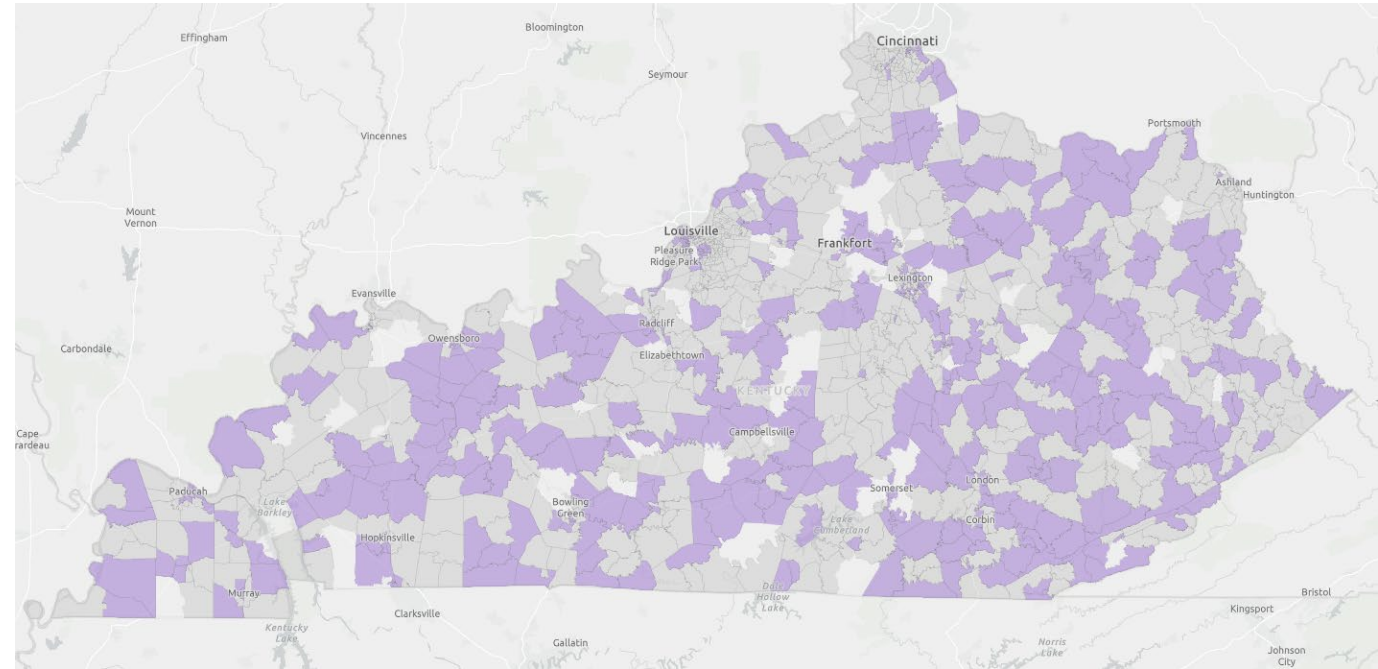 Bloomington
Effingham
Cincinnati
Seymour
Vincennes
Portsmouth
Ashland
Huntington
Mount
Vernon
Louisville
Pleasure
Ridge Park
Frankfort
Lexington
Evansville
Radcliff
Owensboro
Carbondale
Elizabethtown
KENTUCKY
Cape
rardeau
Campbellsville
Paducah
Lake
Barkley
Bowling
Green
Somerset
London
Corbin
Lake
Cumberland
Hopkinsville
Murray
Clarksville
Dale
Hollow
Lake
Bristol
Kingsport
Kentucky
Lake
Gallatin
Norris
Lake
Johnson
City